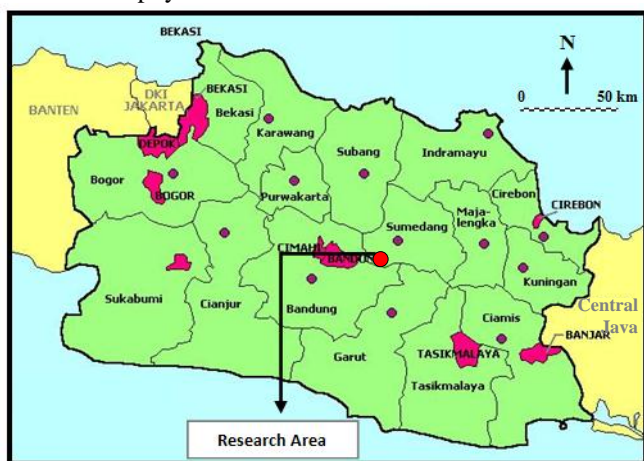 BEKASI
N
0 50 km
BANTEN
DKI
JAKARTA
BEKASI
Bekasi
Karawang
DEPOK
Subang
Indramayu
Bogor
BOGOR
Purwakarta
Cirebon
CIREBON
Maja-
lengka
Sumedang
CIMAHI
Kuningan
Sukabumi
Cianjur
Bandung
Ciamis
Central
Java
BANJAR
Garut
TASIKMALAYA
Tasikmalaya
Research Area